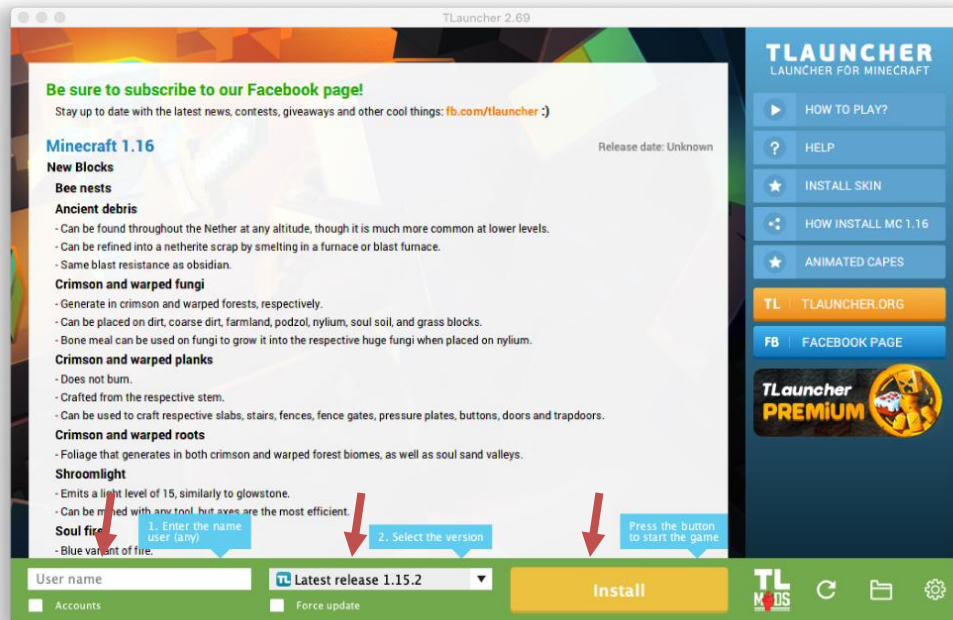 TLauncher 2.69
Be sure to subscribe to our Facebook page!
Stay up to date with the latest news, contests, giveaways and other cool things: fb.com/tlauncher :)
Minecraft 1.16
Release date: Unknown
New Blocks
Bee nests
Ancient debris
- Can be found throughout the Nether at any altitude, though it is much more common at lower levels.
- Can be refined into a netherite scrap by smelting in a furnace or blast furnace.
- Same blast resistance as obsidian.
Crimson and warped fungi
- Generate in crimson and warped forests, respectively.
- Can be placed on dirt, coarse dirt, farmland, podzol, nylium, soul soil, and grass blocks.
- Bone meal can be used on fungi to grow it into the respective huge fungi when placed on nylium.
Crimson and warped planks
- Does not burn.
- Crafted from the respective stem.
- Can be used to craft respective slabs, stairs, fences, fence gates, pressure plates, buttons, doors and trapdoors.
Crimson and warped roots
- Foliage that generates in both crimson and warped forest biomes, as well as soul sand valleys.
Shroomlight
- Emits a light level of 15, similarly to glowstone.
- Can be mined with any tool, but axes are the most efficient.
Soul fire
- Blue variant of fire.
1. Enter the name
user (any)
2. Select the version
Press the button
to start the game
User name
Accounts
Latest release 1.15.2
Force update
Install
TLAUNCHER
LAUNCHER FOR MINECRAFT
HOW TO PLAY?
HELP
INSTALL SKIN
HOW INSTALL MC 1.16
ANIMATED CAPES
TL TLAUNCHER.ORG
FB FACEBOOK PAGE
TLauncher
PREMIUM
TL
MODS